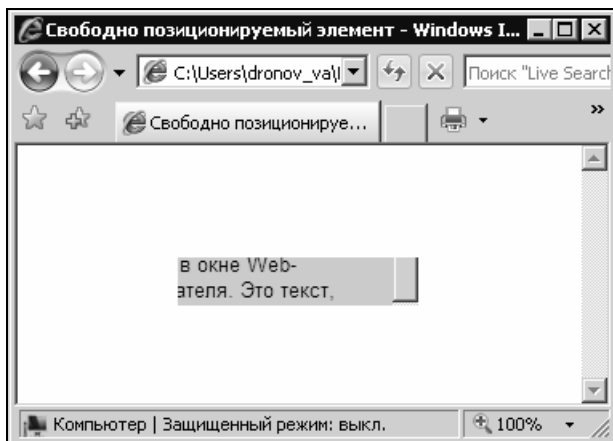 Свободно позиционируемый элемент - Windows I...
C:\Users\dronov_va\l
Поиск "Live Search
Свободно позиционируе...
»
в окне Web-
ателя. Это текст,
Компьютер | Защищенный режим: выкл.
100%